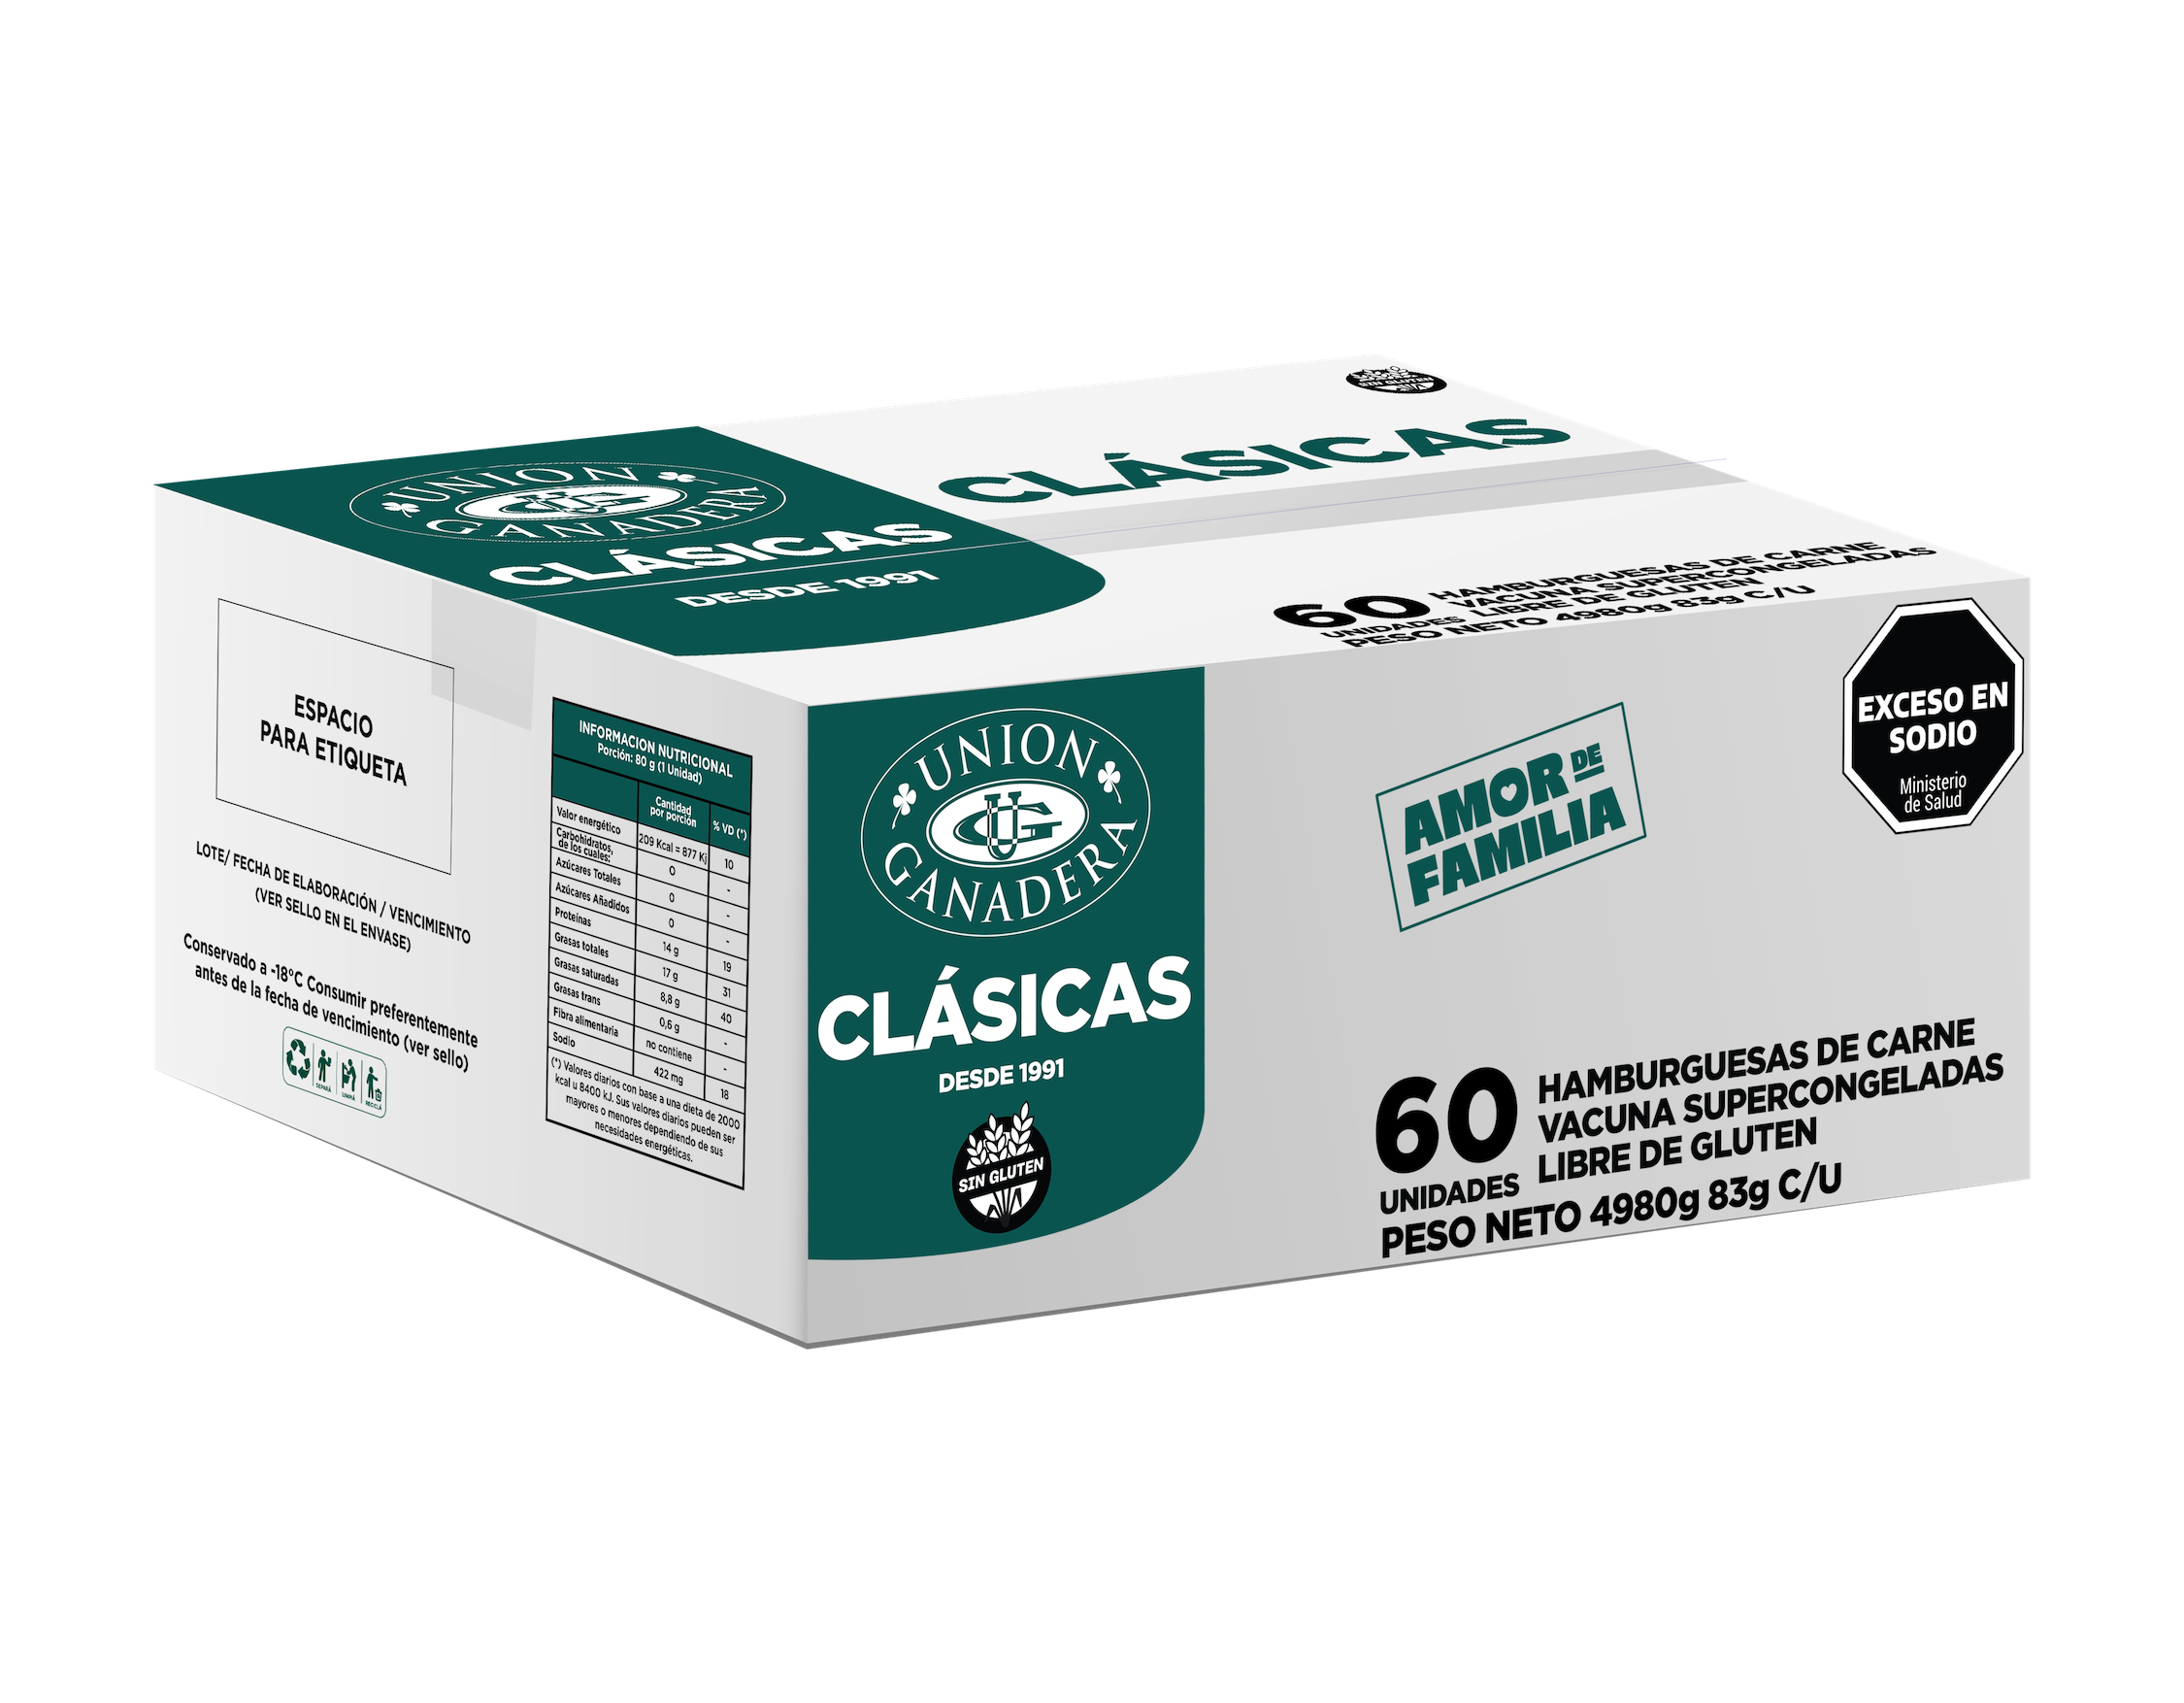 SIN GLUTEN
CLÁSICAS
UNION
UG
GANADERA
CLÁSICAS
DESDE 1991
60
UNIDADES
HAMBURGUESAS DE CARNE
VACUNA SUPERCONGELADAS
LIBRE DE GLUTEN
PESO NETO 4980g 83g C/U
ESPACIO
PARA ETIQUETA
LOTE/ FECHA DE ELABORACIÓN / VENCIMIENTO
(VER SELLO EN EL ENVASE)
Conservado a -18°C Consumir preferentemente
antes de la fecha de vencimiento (ver sello)
SEPARÁ LIMPIÁ RECICLÁ
INFORMACION NUTRICIONAL
Porción: 80 g (1 Unidad)
Cantidad
por porción
% VD (*)
Valor energético 209 Kcal = 877 Kj 10
Carbohidratos,
de los cuales: 0 -
Azúcares Totales 0 -
Azúcares Añadidos 0 -
Proteínas 14 g 19
Grasas totales 17 g 31
Grasas saturadas 8,8 g 40
Grasas trans 0,6 g -
Fibra alimentaria no contiene -
Sodio 422 mg 18
(*) Valores diarios con base a una dieta de 2000
kcal u 8400 kJ. Sus valores diarios pueden ser
mayores o menores dependiendo de sus
necesidades energéticas.
UNION
UG
GANADERA
CLÁSICAS
DESDE 1991
SIN GLUTEN
AMOR DE
FAMILIA
EXCESO EN
SODIO
Ministerio
de Salud
60
UNIDADES
HAMBURGUESAS DE CARNE
VACUNA SUPERCONGELADAS
LIBRE DE GLUTEN
PESO NETO 4980g 83g C/U